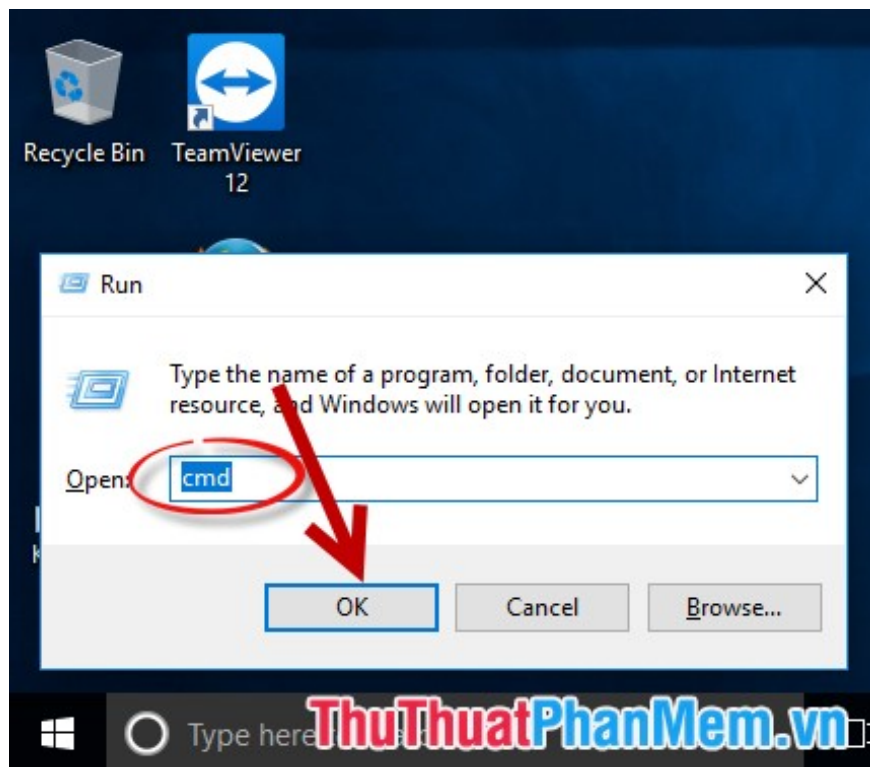 Recycle Bin
TeamViewer
12
Run
Type the name of a program, folder, document, or Internet
resource, and Windows will open it for you.
Open:
cmd
OK
Cancel
Browse...
Type here
ThuThuatPhanMem.vn